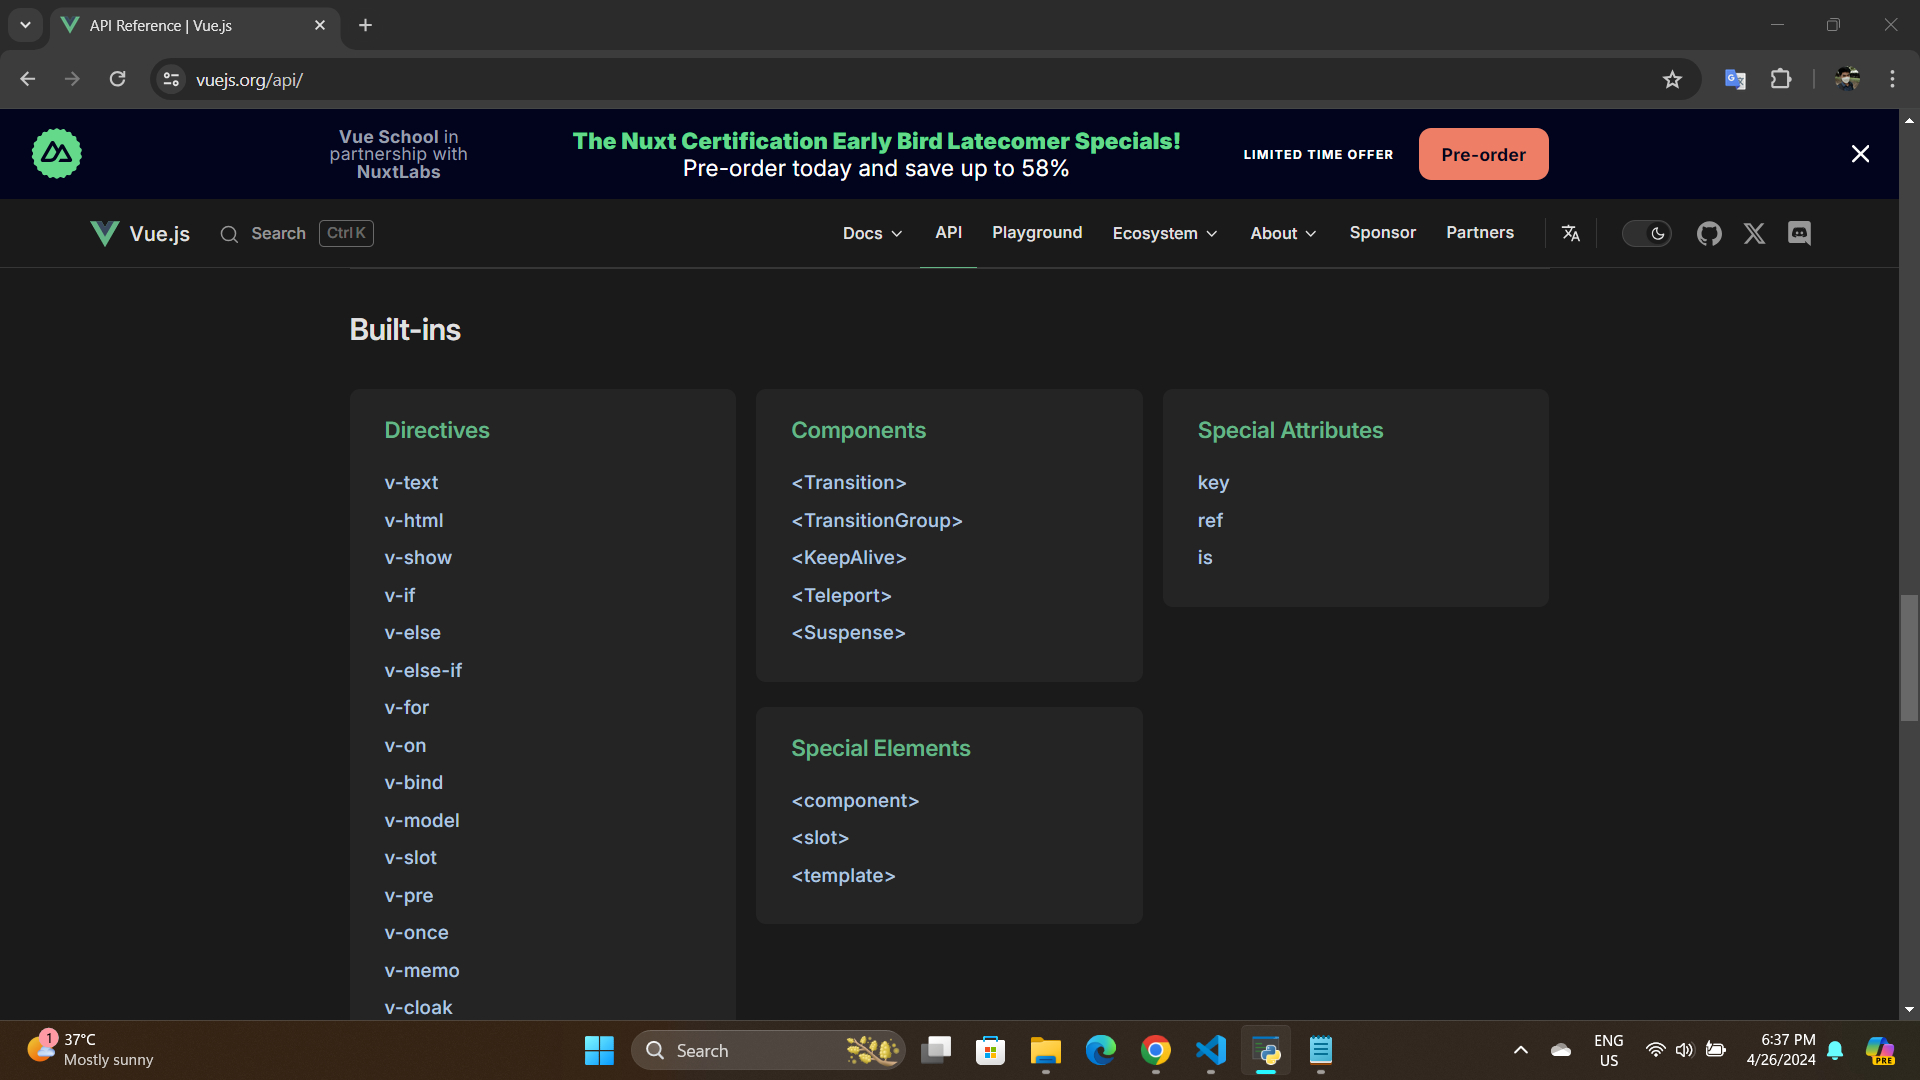 API Reference | Vue.js
vuejs.org/api/
Vue School in
partnership with
NuxtLabs
The Nuxt Certification Early Bird Latecomer Specials!
Pre-order today and save up to 58%
LIMITED TIME OFFER
Pre-order
Vue.js
Search
Ctrl K
Docs
API
Playground
Ecosystem
About
Sponsor
Partners
Built-ins
Directives
v-text
v-html
v-show
v-if
v-else
v-else-if
v-for
v-on
v-bind
v-model
v-slot
v-pre
v-once
v-memo
v-cloak
Components
<Transition>
<TransitionGroup>
<KeepAlive>
<Teleport>
<Suspense>
Special Elements
<component>
<slot>
<template>
Special Attributes
key
ref
is
1
37°C
Mostly sunny
Search
ENG
US
6:37 PM
4/26/2024
PRE